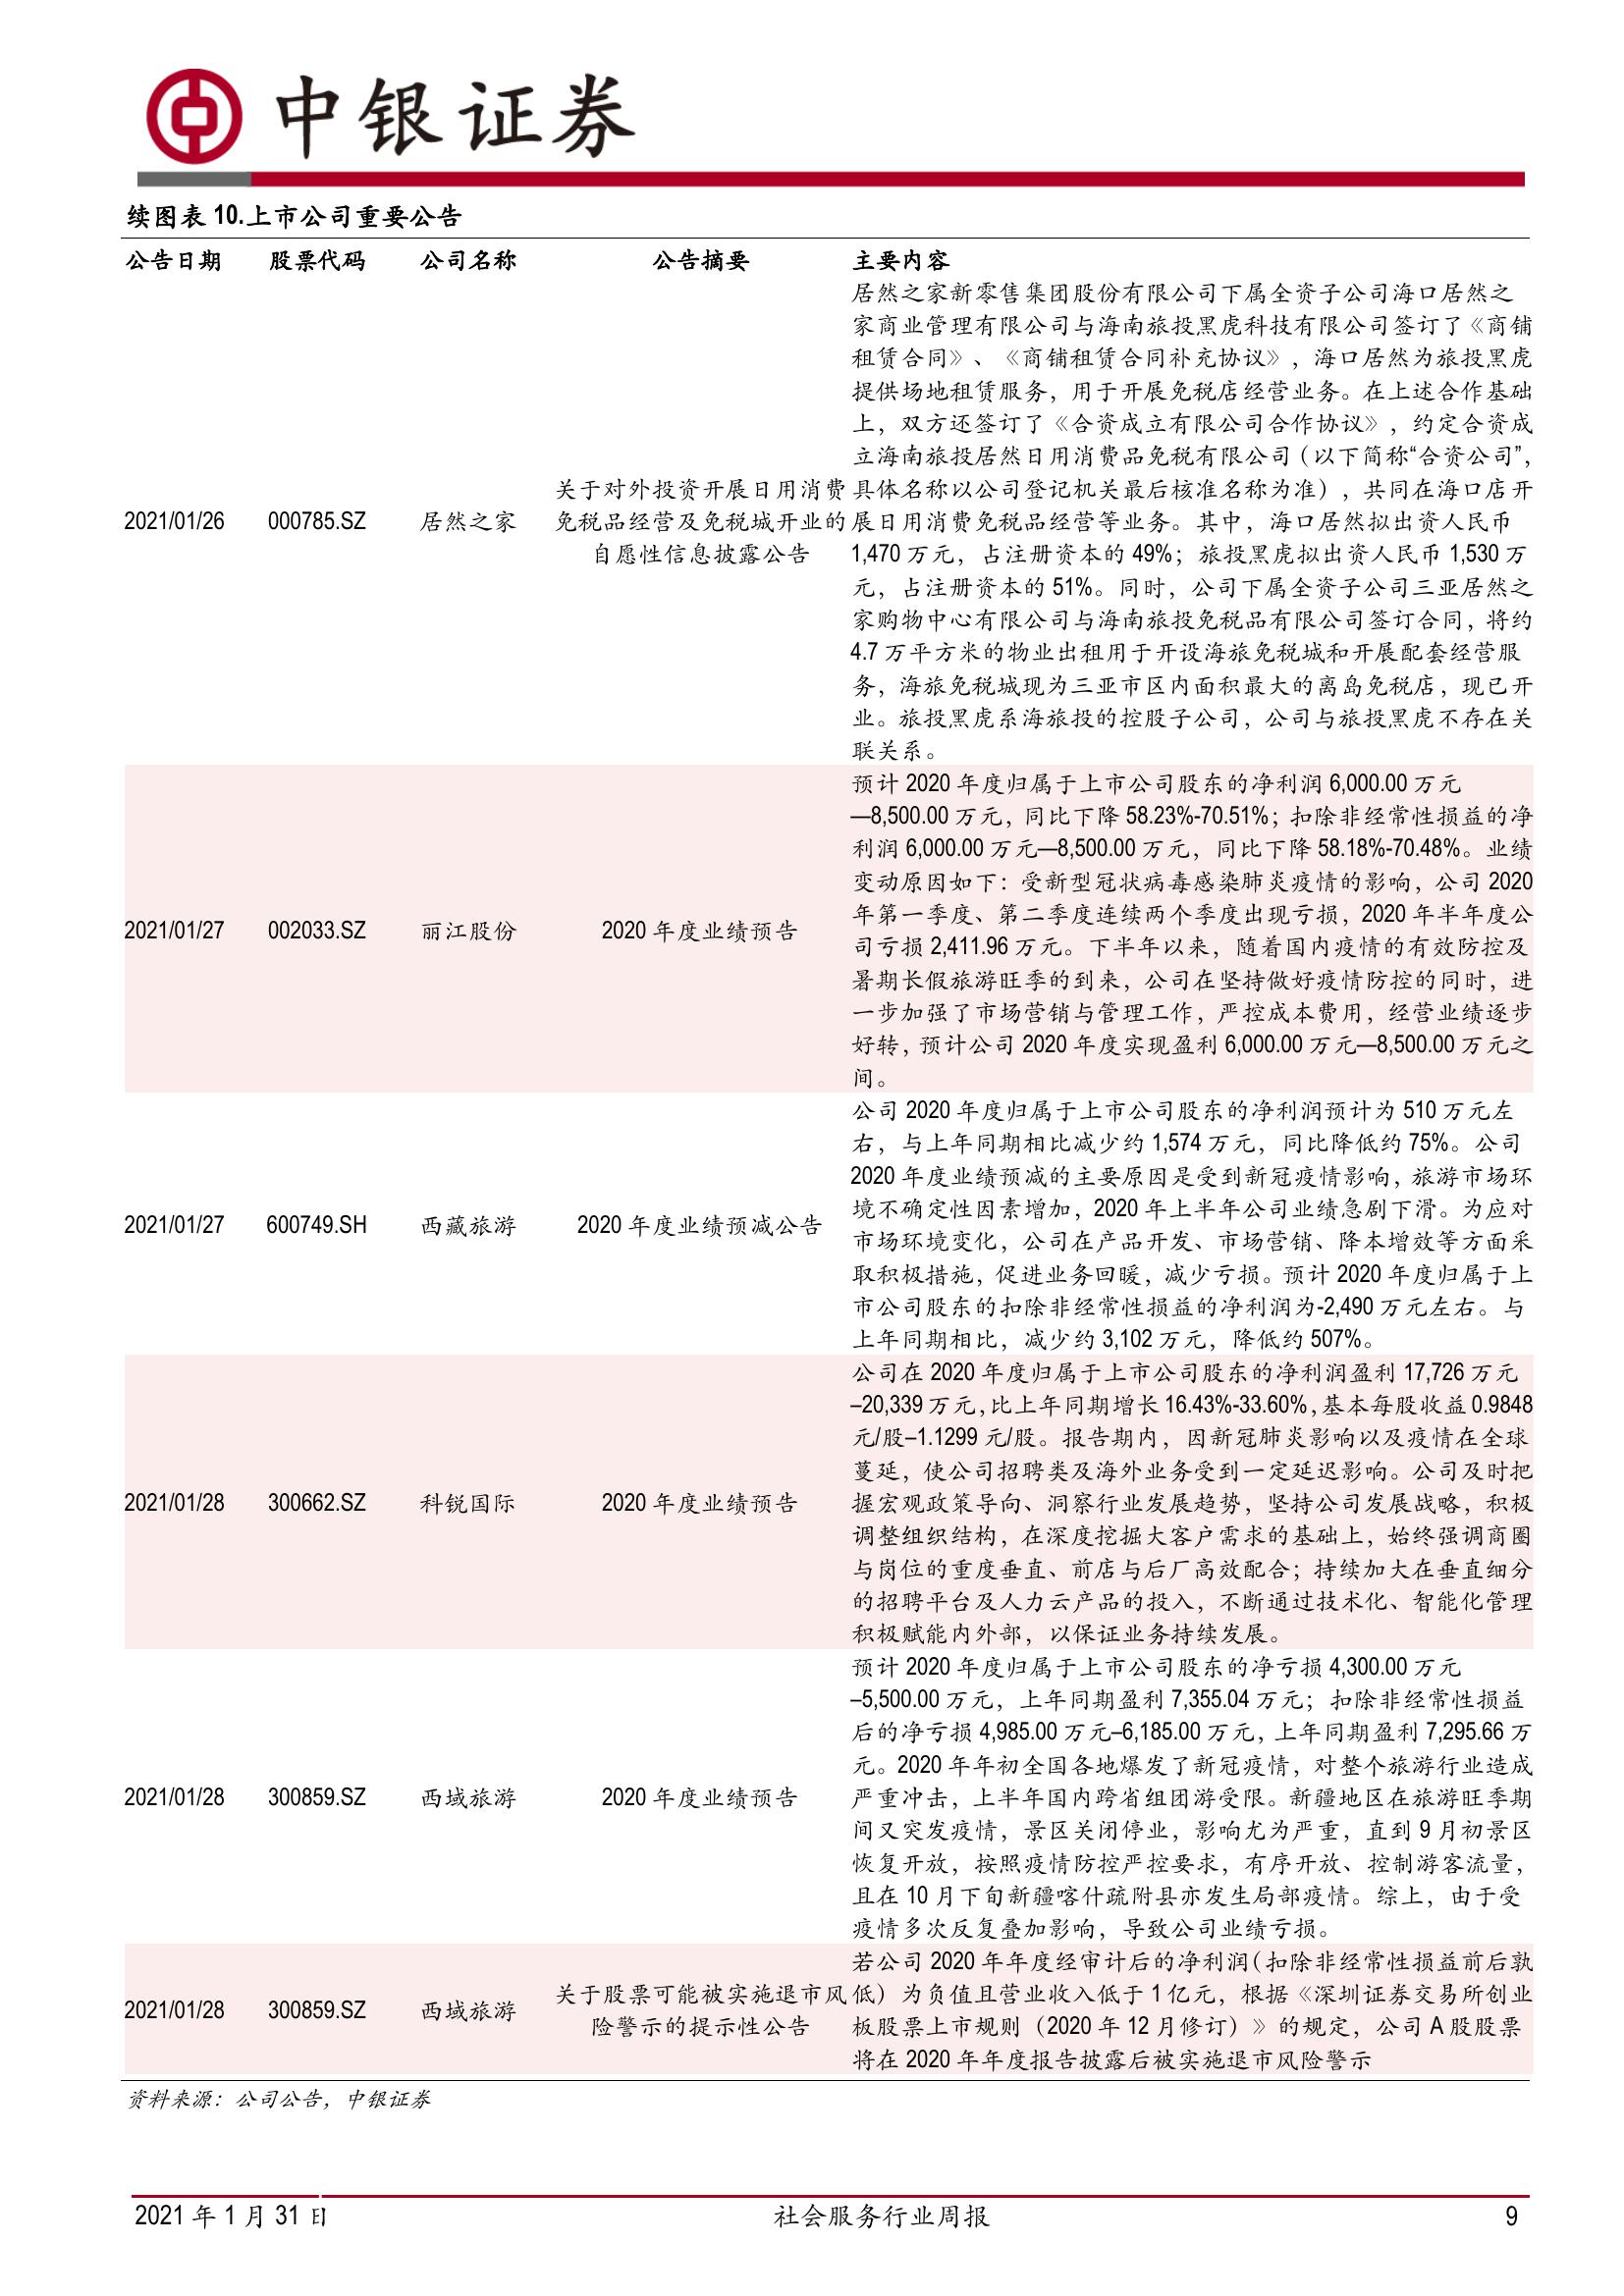 中银证券
续图表 10.上市公司重要公告
公告日期 股票代码 公司名称 公告摘要 主要内容
居然之家新零售集团股份有限公司下属全资子公司海口居然之
家商业管理有限公司与海南旅投黑虎科技有限公司签订了《商铺
租赁合同》、《商铺租赁合同补充协议》，海口居然为旅投黑虎
提供场地租赁服务，用于开展免税店经营业务。在上述合作基础
上，双方还签订了《合资成立有限公司合作协议》，约定合资成
立海南旅投居然日用消费品免税有限公司（以下简称“合资公司”，
关于对外投资开展日用消费 具体名称以公司登记机关最后核准名称为准），共同在海口店开
2021/01/26 000785.SZ 居然之家 免税品经营及免税城开业的 展日用消费免税品经营等业务。其中，海口居然拟出资人民币
自愿性信息披露公告 1,470 万元，占注册资本的 49%；旅投黑虎拟出资人民币 1,530 万
元，占注册资本的 51%。同时，公司下属全资子公司三亚居然之
家购物中心有限公司与海南旅投免税品有限公司签订合同，将约
4.7 万平方米的物业出租用于开设海旅免税城和开展配套经营服
务，海旅免税城现为三亚市区内面积最大的离岛免税店，现已开
业。旅投黑虎系海旅投的控股子公司，公司与旅投黑虎不存在关
联关系。
预计 2020 年度归属于上市公司股东的净利润 6,000.00 万元
—8,500.00 万元，同比下降 58.23%-70.51%；扣除非经常性损益的净
利润 6,000.00 万元—8,500.00 万元，同比下降 58.18%-70.48%。业绩
变动原因如下：受新型冠状病毒感染肺炎疫情的影响，公司 2020
年第一季度、第二季度连续两个季度出现亏损，2020 年半年度公
2021/01/27 002033.SZ 丽江股份 2020 年度业绩预告 司亏损 2,411.96 万元。下半年以来，随着国内疫情的有效防控及
暑期长假旅游旺季的到来，公司在坚持做好疫情防控的同时，进
一步加强了市场营销与管理工作，严控成本费用，经营业绩逐步
好转，预计公司 2020 年度实现盈利 6,000.00 万元—8,500.00 万元之
间。
公司 2020 年度归属于上市公司股东的净利润预计为 510 万元左
右，与上年同期相比减少约 1,574 万元，同比降低约 75%。公司
2020 年度业绩预减的主要原因是受到新冠疫情影响，旅游市场环
境不确定性因素增加，2020 年上半年公司业绩急剧下滑。为应对
2021/01/27 600749.SH 西藏旅游 2020 年度业绩预减公告 市场环境变化，公司在产品开发、市场营销、降本增效等方面采
取积极措施，促进业务回暖，减少亏损。预计 2020 年度归属于上
市公司股东的扣除非经常性损益的净利润为-2,490 万元左右。与
上年同期相比，减少约 3,102 万元，降低约 507%。
公司在 2020 年度归属于上市公司股东的净利润盈利 17,726 万元
–20,339 万元，比上年同期增长 16.43%-33.60%，基本每股收益 0.9848
元/股–1.1299 元/股。报告期内，因新冠肺炎影响以及疫情在全球
蔓延，使公司招聘类及海外业务受到一定延迟影响。公司及时把
2021/01/28 300662.SZ 科锐国际 2020 年度业绩预告 握宏观政策导向、洞察行业发展趋势，坚持公司发展战略，积极
调整组织结构，在深度挖掘大客户需求的基础上，始终强调商圈
与岗位的重度垂直、前店与后厂高效配合；持续加大在垂直细分
的招聘平台及人力云产品的投入，不断通过技术化、智能化管理
积极赋能内外部，以保证业务持续发展。
预计 2020 年度归属于上市公司股东的净亏损 4,300.00 万元
–5,500.00 万元，上年同期盈利 7,355.04 万元；扣除非经常性损益
后的净亏损 4,985.00 万元–6,185.00 万元，上年同期盈利 7,295.66 万
元。2020 年年初全国各地爆发了新冠疫情，对整个旅游行业造成
2021/01/28 300859.SZ 西域旅游 2020 年度业绩预告 严重冲击，上半年国内跨省组团游受限。新疆地区在旅游旺季期
间又突发疫情，景区关闭停业，影响尤为严重，直到 9 月初景区
恢复开放，按照疫情防控严控要求，有序开放、控制游客流量，
且在 10 月下旬新疆喀什疏附县亦发生局部疫情。综上，由于受
疫情多次反复叠加影响，导致公司业绩亏损。
若公司 2020 年年度经审计后的净利润（扣除非经常性损益前后孰
2021/01/28 300859.SZ 西域旅游 关于股票可能被实施退市风 低）为负值且营业收入低于 1 亿元，根据《深圳证券交易所创业
险警示的提示性公告 板股票上市规则（2020 年 12 月修订）》的规定，公司 A 股股票
将在 2020 年年度报告披露后被实施退市风险警示
资料来源：公司公告，中银证券
2021 年 1 月 31 日 社会服务行业周报 9